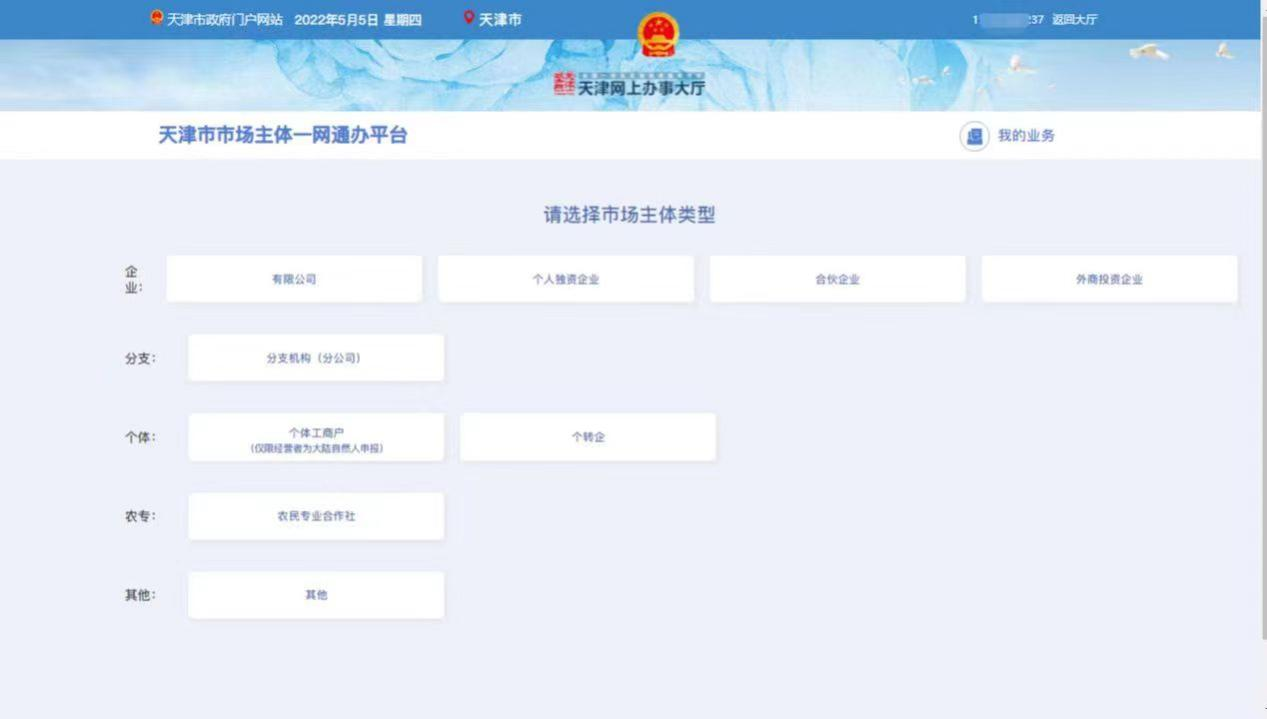 天津市政府门户网站 2022年5月5日 星期四 天津市 1 :37 返回大厅
天津网上办事大厅
天津市市场主体一网通办平台 我的业务
请选择市场主体类型
企
业：
有限公司 个人独资企业 合伙企业 外商投资企业
分支： 分支机构（分公司）
个体： 个体工商户 个转企
（仅限经营者为大陆自然人申报）
农专： 农民专业合作社
其他： 其他